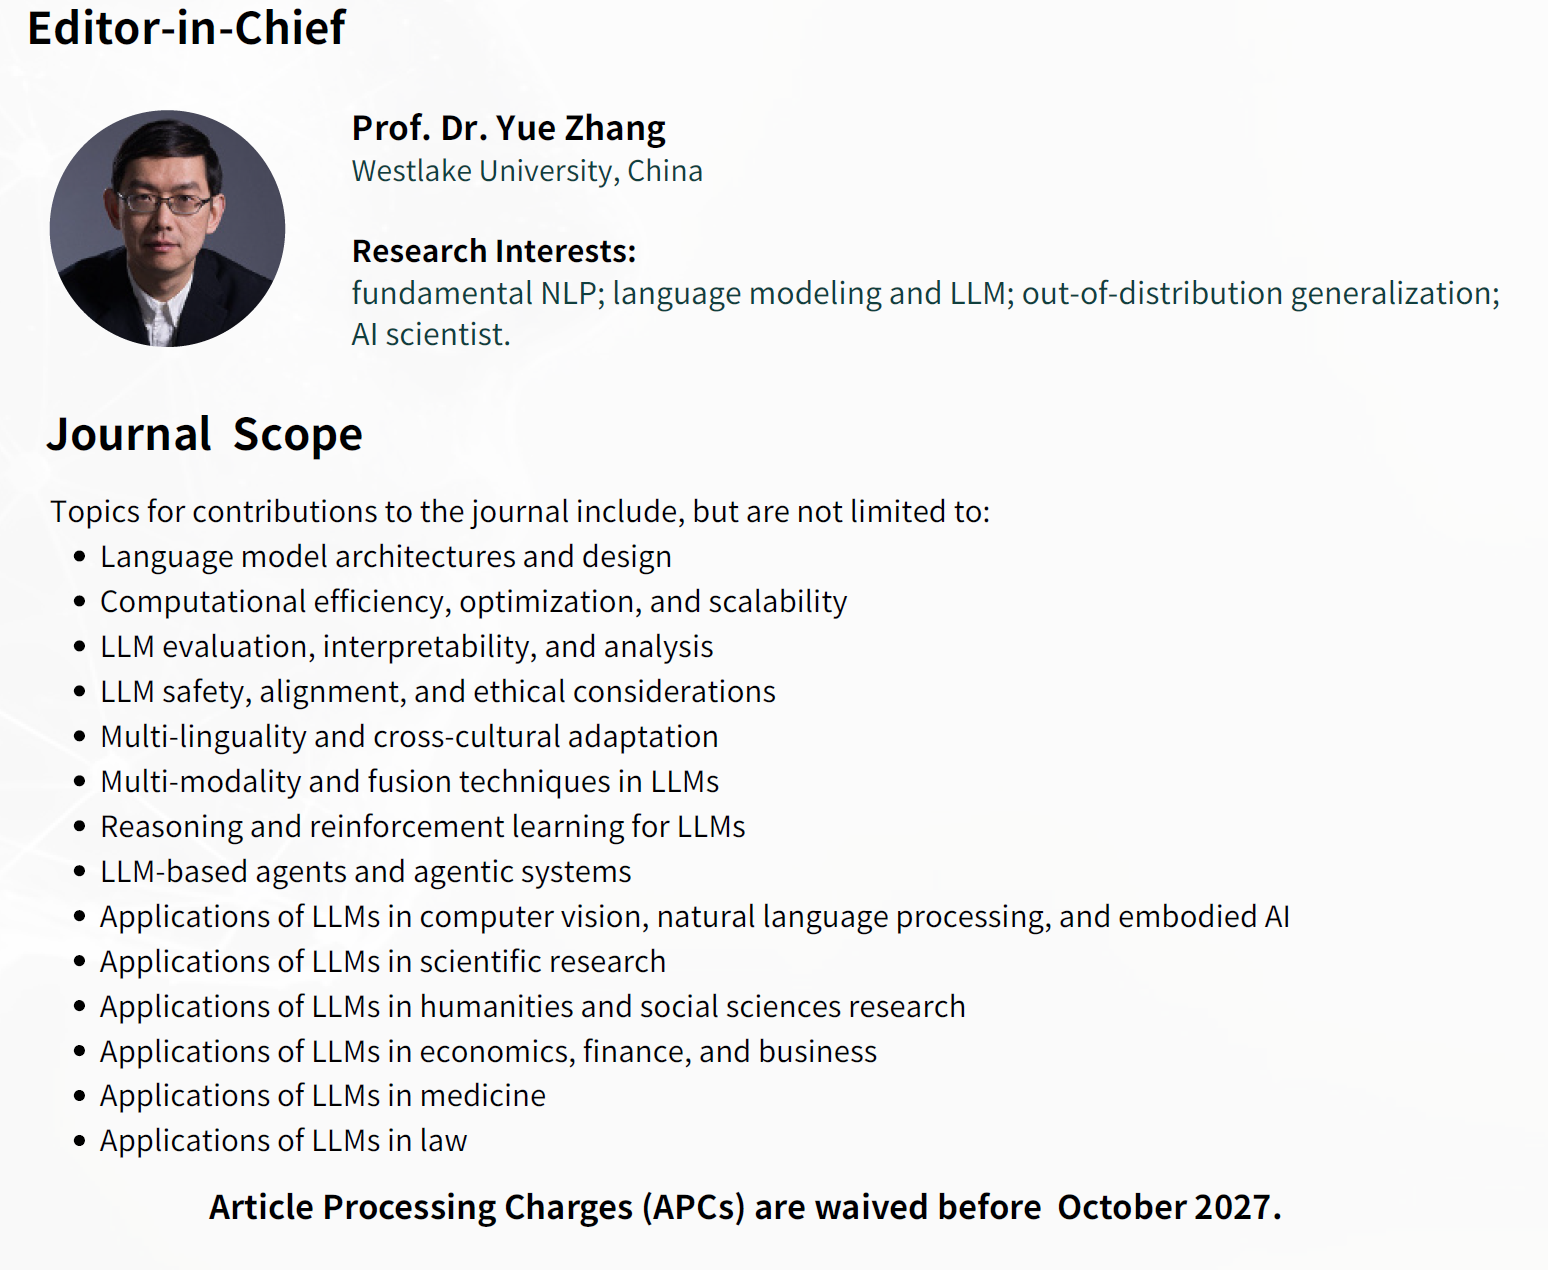 Editor-in-Chief
Prof. Dr. Yue Zhang
Westlake University, China
Research Interests:
fundamental NLP; language modeling and LLM; out-of-distribution generalization;
AI scientist.
Journal Scope
Topics for contributions to the journal include, but are not limited to:
• Language model architectures and design
• Computational efficiency, optimization, and scalability
• LLM evaluation, interpretability, and analysis
• LLM safety, alignment, and ethical considerations
• Multi-linguality and cross-cultural adaptation
• Multi-modality and fusion techniques in LLMs
• Reasoning and reinforcement learning for LLMs
• LLM-based agents and agentic systems
• Applications of LLMs in computer vision, natural language processing, and embodied AI
• Applications of LLMs in scientific research
• Applications of LLMs in humanities and social sciences research
• Applications of LLMs in economics, finance, and business
• Applications of LLMs in medicine
• Applications of LLMs in law
Article Processing Charges (APCs) are waived before October 2027.